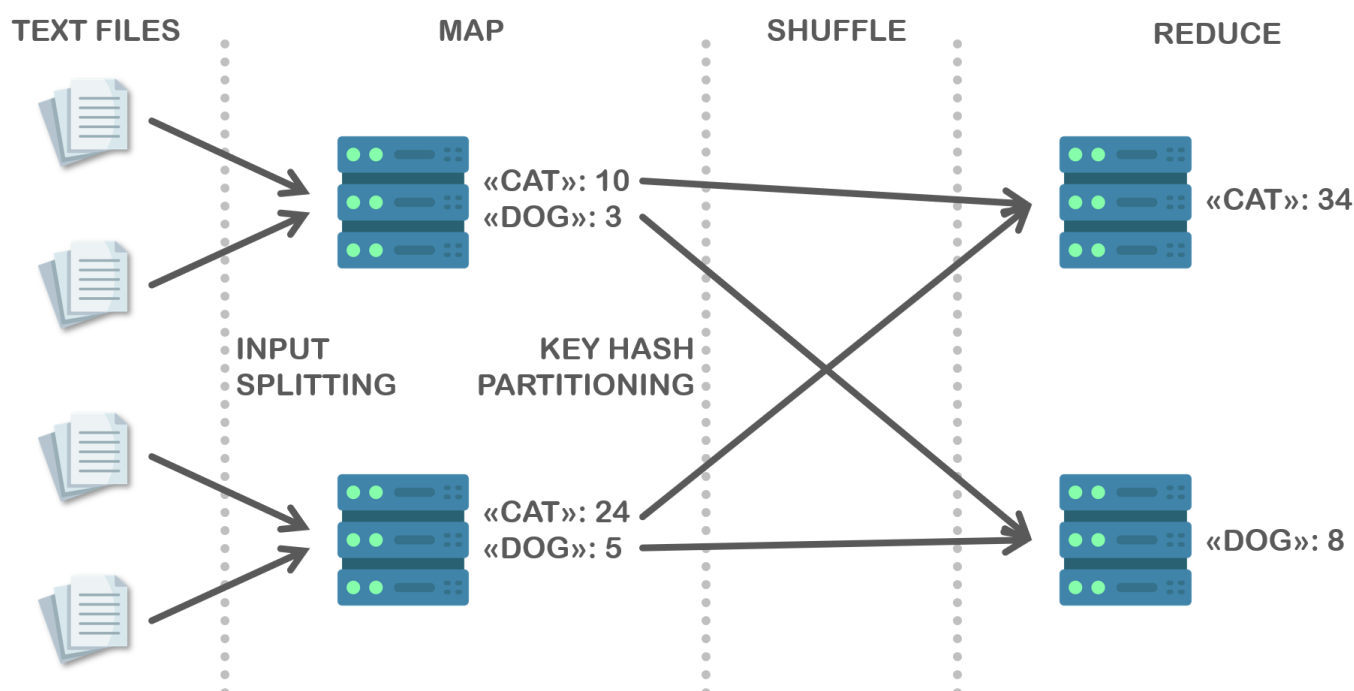 TEXT FILES
MAP
SHUFFLE
REDUCE
«CAT»: 10
«DOG»: 3
«CAT»: 34
INPUT
SPLITTING
KEY HASH
PARTITIONING
«CAT»: 24
«DOG»: 5
«DOG»: 8